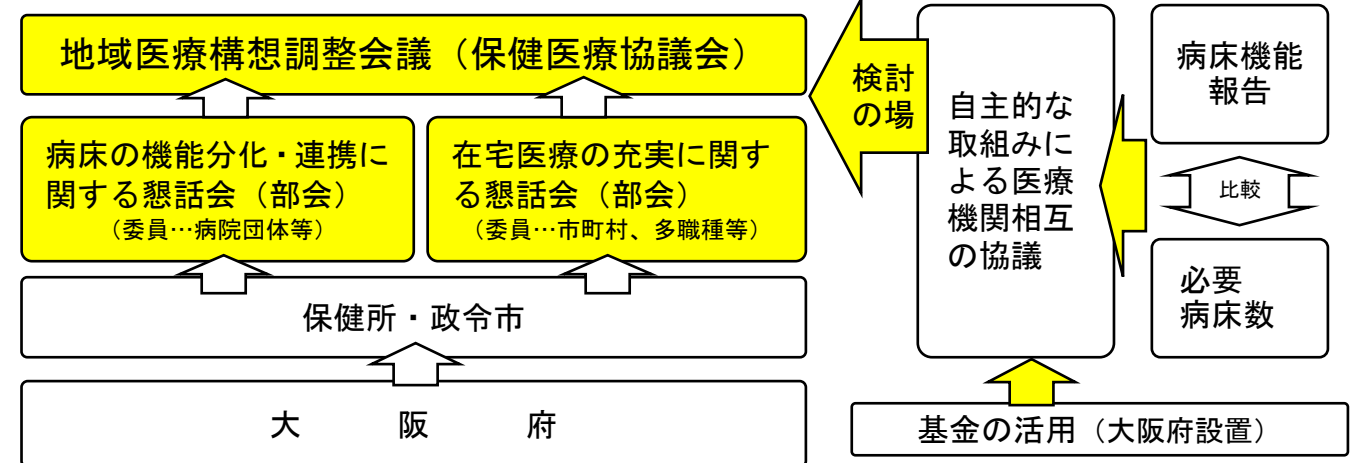 地域医療構想調整会議（保健医療協議会）
病床の機能分化・連携に
関する懇話会（部会）
（委員…病院団体等）
在宅医療の充実に関す
る懇話会（部会）
（委員…市町村、多職種等）
保健所・政令市
大　阪　府
検討
の場
自主的な
取組みに
よる医療
機関相互
の協議
病床機能
報告
比較
必要
病床数
基金の活用（大阪府設置）